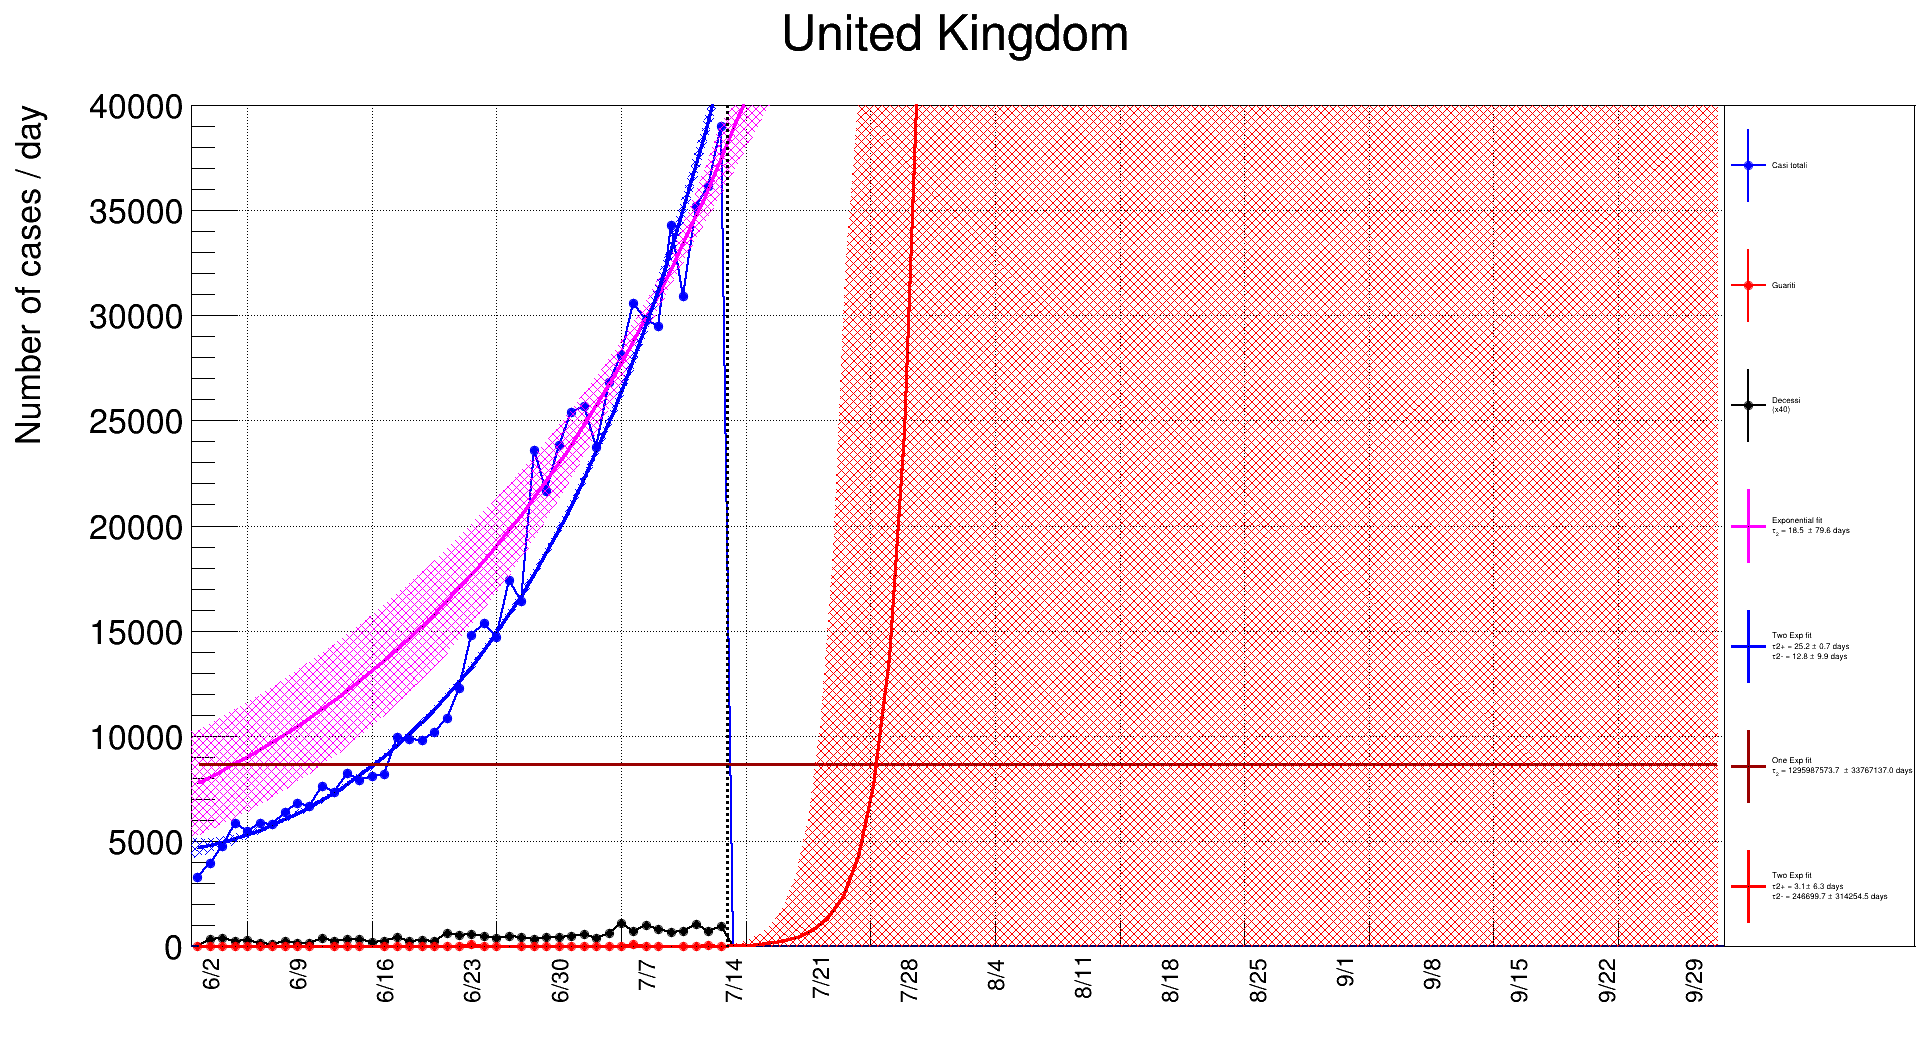 United Kingdom
Number of cases / day
40000
35000
30000
25000
20000
15000
10000
5000
0
6/2
6/9
6/16
6/23
6/30
7/7
7/14
7/21
7/28
8/4
8/11
8/18
8/25
9/1
9/8
9/15
9/22
9/29
Casi totali
Guariti
Decessi
(x40)
Exponential fit
τ₂ = 18.5 ± 79.6 days
Two Exp fit
τ2+ = 25.2 ± 0.7 days
τ2- = 12.8 ± 9.9 days
One Exp fit
τ₂ = 1295987573.7 ± 33767137.0 days
Two Exp fit
τ2+ = 3.1 ± 6.3 days
τ2- = 246699.7 ± 314254.5 days